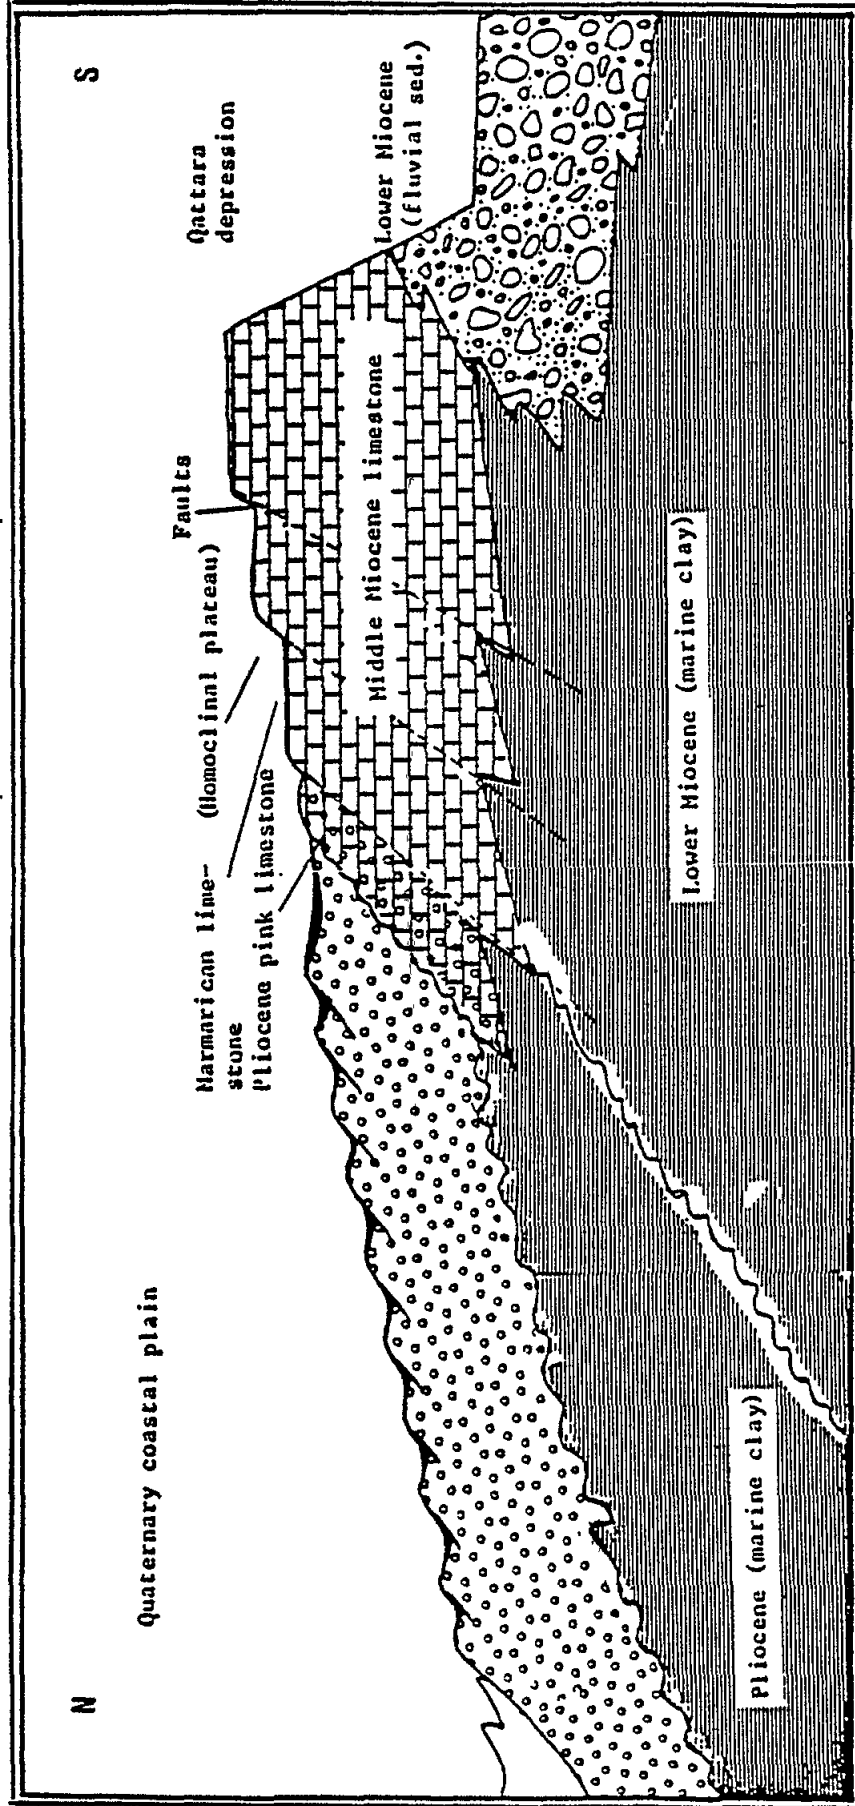 N
S
Quaternary coastal plain
Qattara
depression
Faults
(Homoclinal plateau)
Marmarican lime-
stone
Pliocene pink limestone
Lower Miocene
(fluvial sed.)
Middle Miocene limestone
Lower Miocene (marine clay)
Pliocene (marine clay)